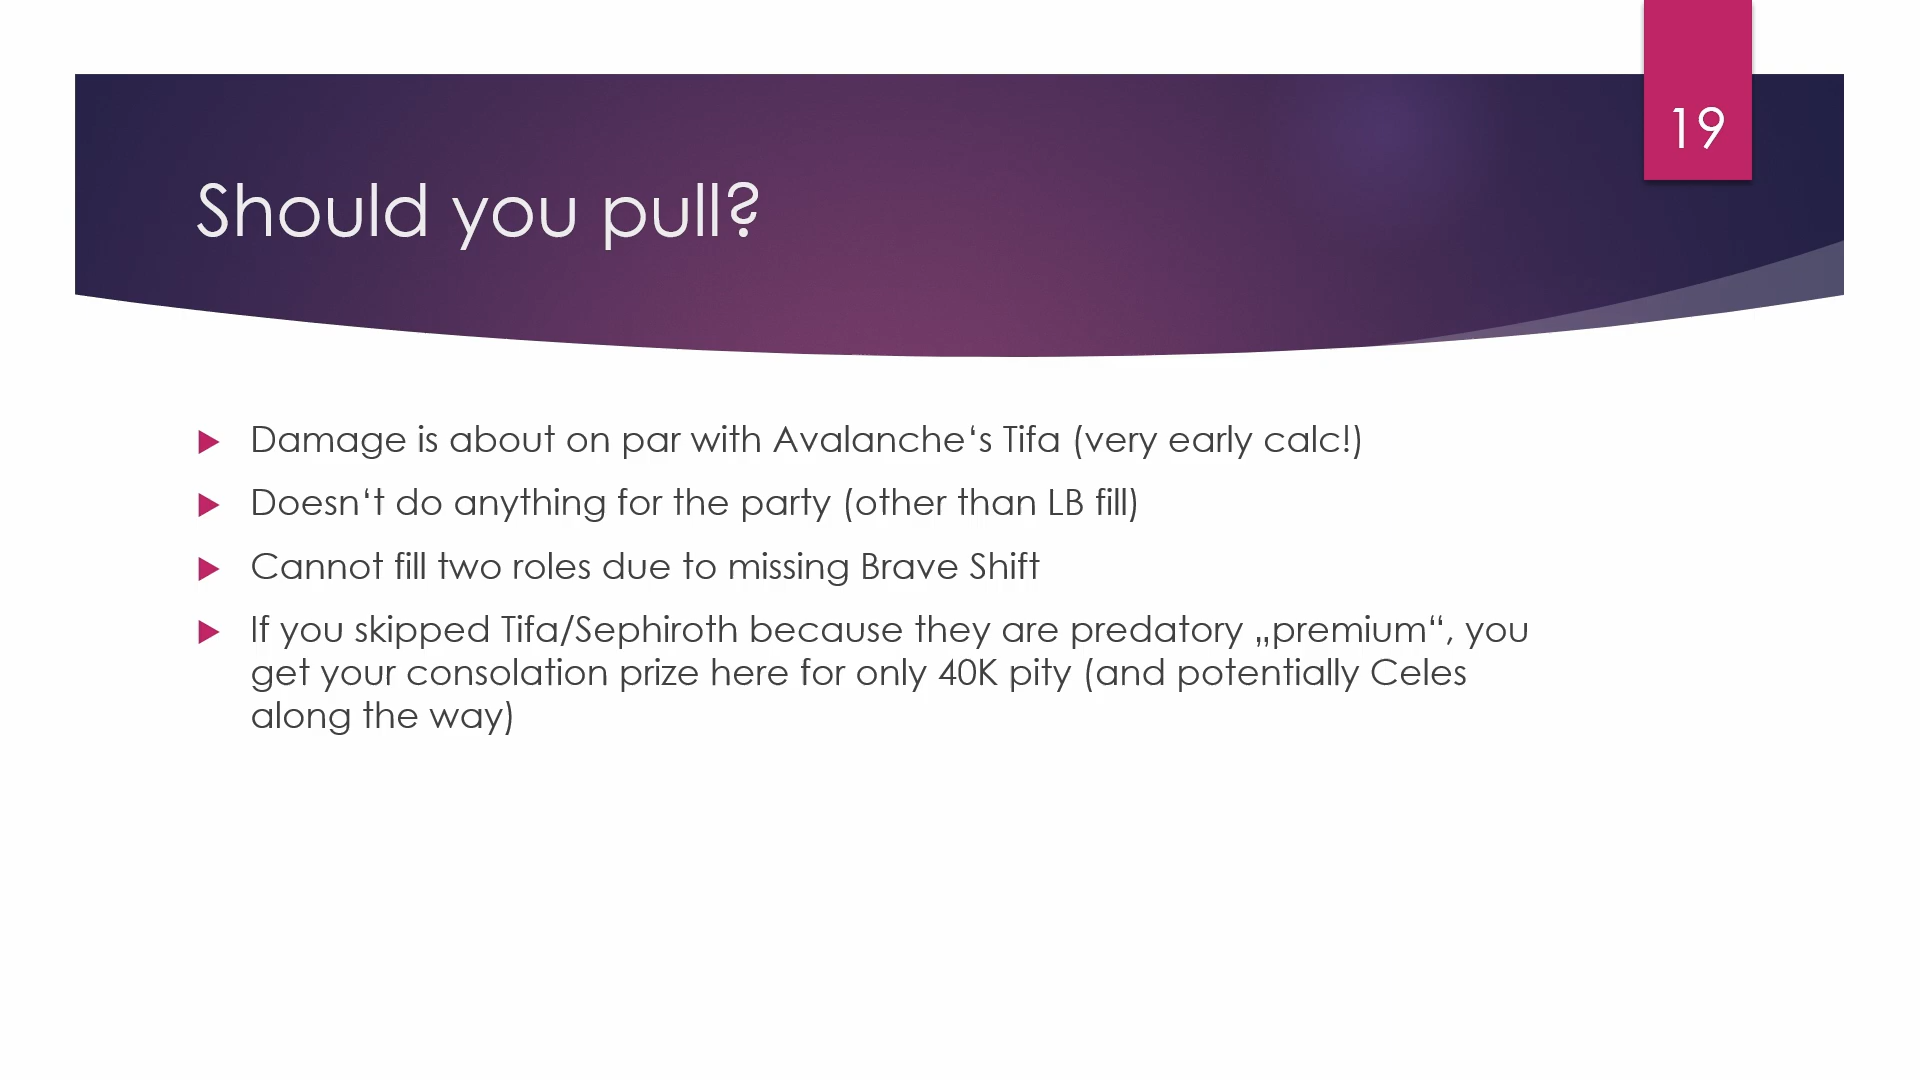 19
Should you pull?
Damage is about on par with Avalanche‘s Tifa (very early calc!)
Doesn‘t do anything for the party (other than LB fill)
Cannot fill two roles due to missing Brave Shift
If you skipped Tifa/Sephiroth because they are predatory „premium“, you
get your consolation prize here for only 40K pity (and potentially Celes
along the way)